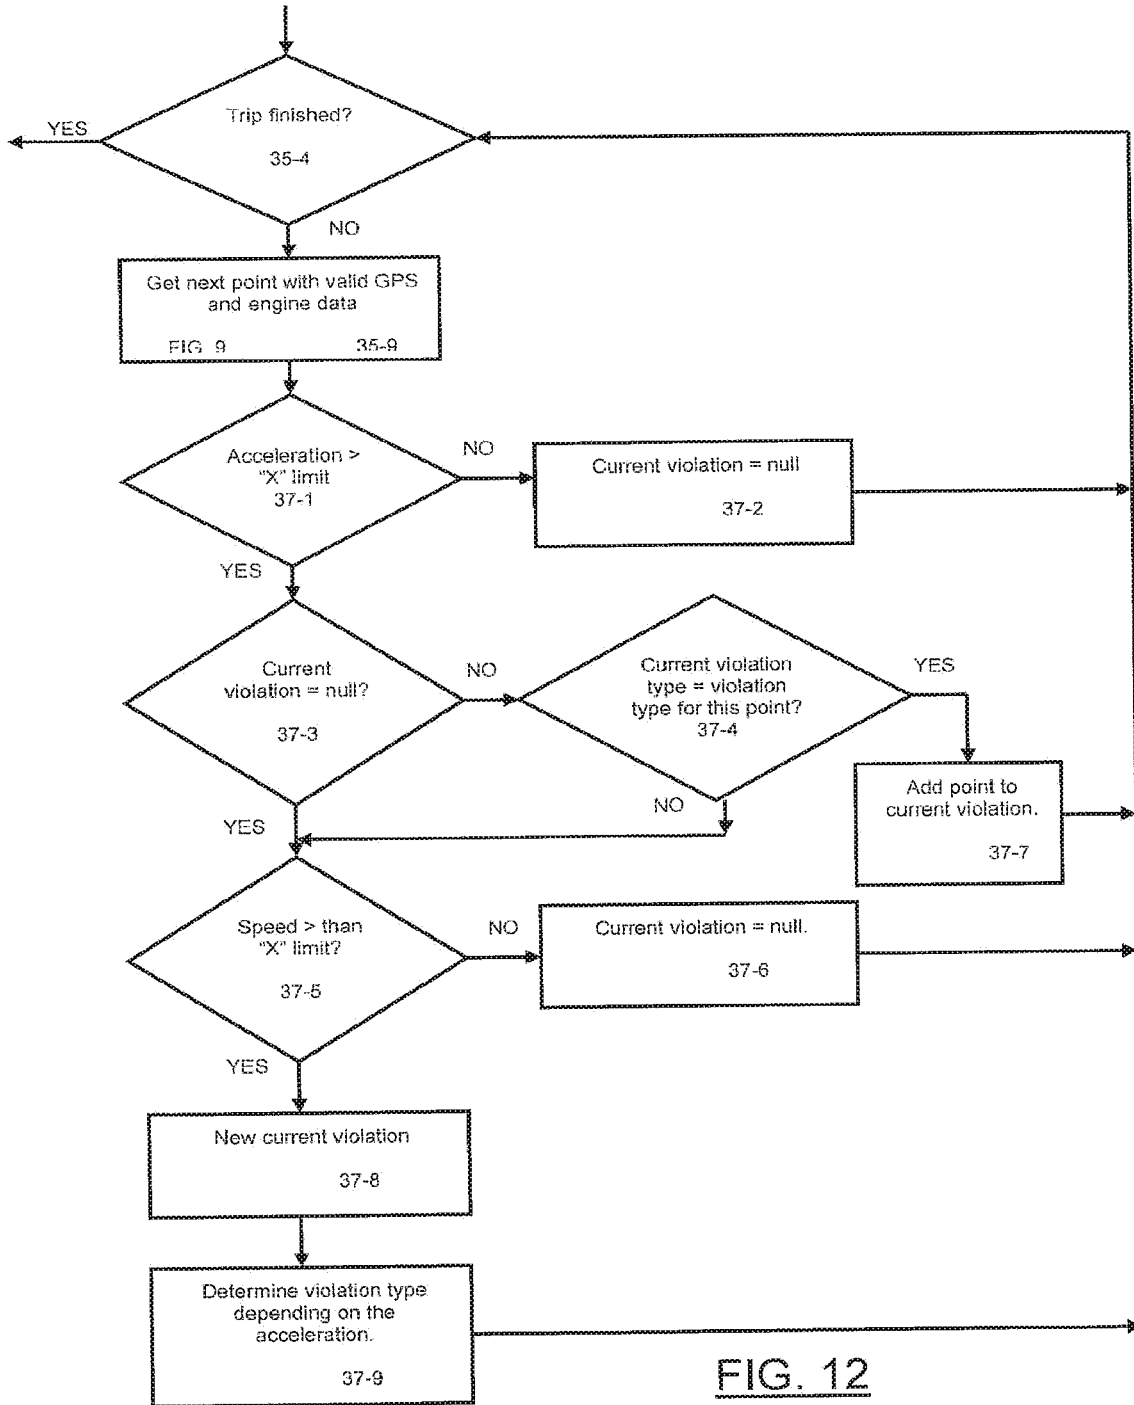 Trip finished?
35-4
YES
NO
Get next point with valid GPS
and engine data
FIG. 9 35-9
Acceleration >
"X" limit
37-1
NO
Current violation = null
37-2
YES
Current
violation = null?
37-3
NO
Current violation
type = violation
type for this point?
37-4
YES
Add point to
current violation.
37-7
NO
YES
Speed > than
"X" limit?
37-5
NO
Current violation = null.
37-6
YES
New current violation
37-8
Determine violation type
depending on the
acceleration.
37-9
FIG. 12